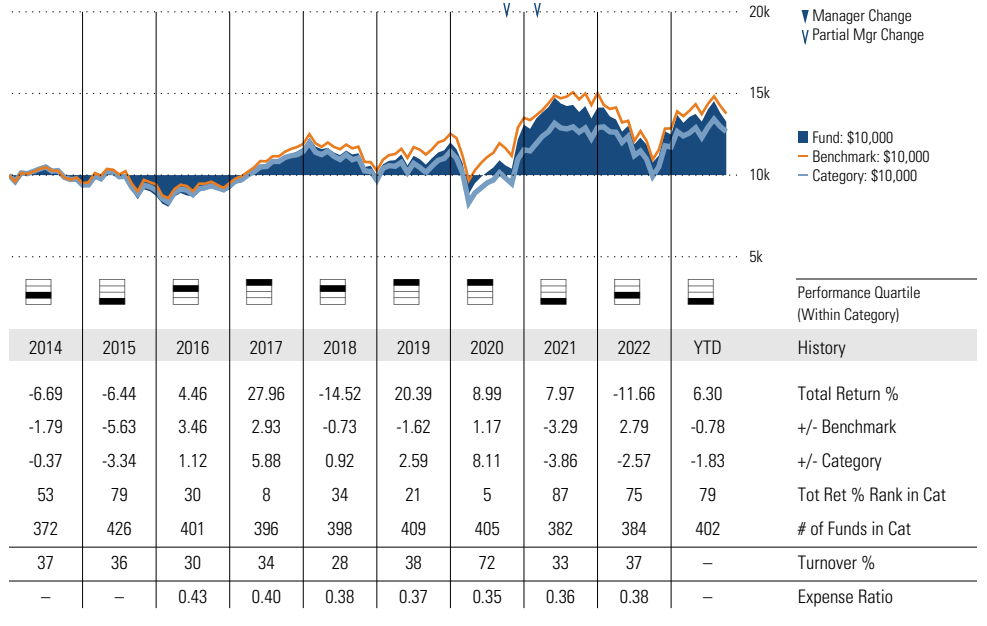 20k
15k
10k
5k
Manager Change
Partial Mgr Change
Fund: $10,000
Benchmark: $10,000
Category: $10,000
Performance Quartile
(Within Category)
2014 2015 2016 2017 2018 2019 2020 2021 2022 YTD History
-6.69 -6.44 4.46 27.96 -14.52 20.39 8.99 7.97 -11.66 6.30 Total Return %
-1.79 -5.63 3.46 2.93 -0.73 -1.62 1.17 -3.29 2.79 -0.78 +/- Benchmark
-0.37 -3.34 1.12 5.88 0.92 2.59 8.11 -3.86 -2.57 -1.83 +/- Category
53 79 30 8 34 21 5 87 75 79 Tot Ret % Rank in Cat
372 426 401 396 398 409 405 382 384 402 # of Funds in Cat
37 36 30 34 28 38 72 33 37 – Turnover %
– – 0.43 0.40 0.38 0.37 0.35 0.36 0.38 – Expense Ratio